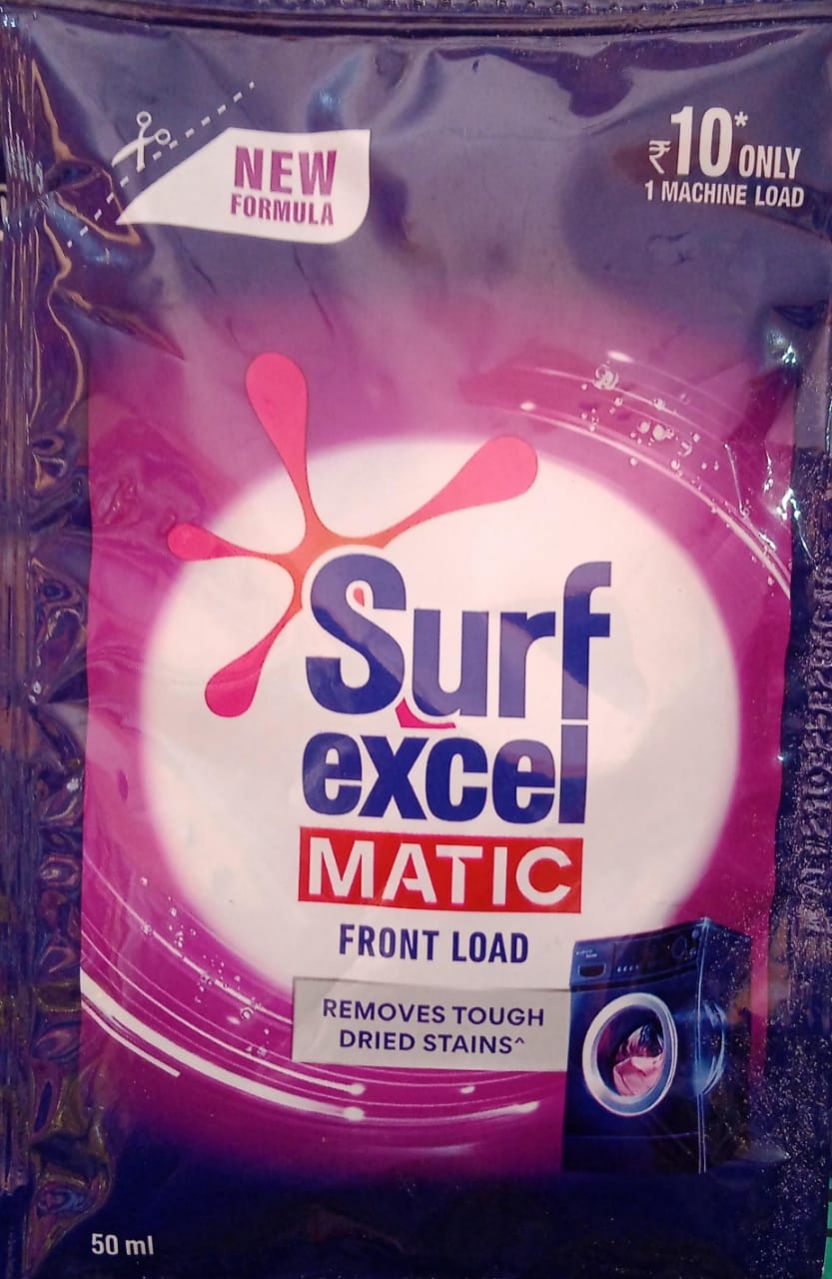 NEW
FORMULA
₹10* ONLY
1 MACHINE LOAD
Surf
excel
MATIC
FRONT LOAD
REMOVES TOUGH
DRIED STAINS^
50 ml